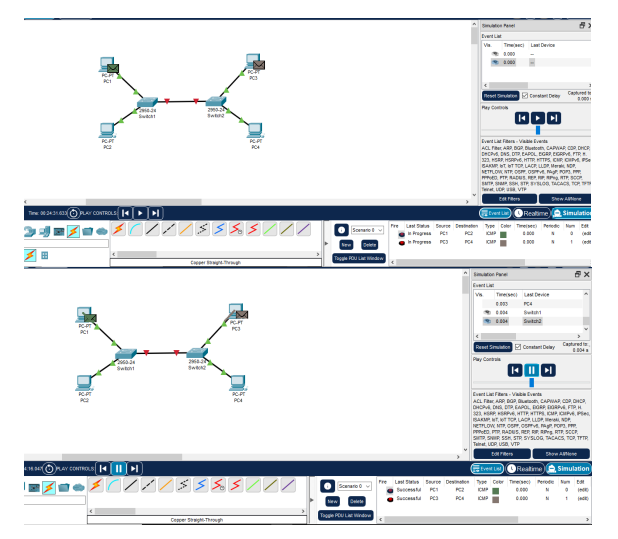 Simulation Panel
Event List
Vis. Time(sec) Last Device
0.000 --
0.000 --
Reset Simulation Constant Delay Captured to
0.000
Play Controls
Event List Filters - Visible Events
ACL Filter, ARP, BGP, Bluetooth, CAPWAP, CDP, DHCP,
DHCPv6, DNS, DTP, EAPOL, EIGRP, EIGRPv6, FTP, H.
323, HSRP, HSRPv6, HTTP, HTTPS, ICMP, ICMPv6, IPSec,
ISAKMP, IoT, IoT TCP, LACP, LLDP, Meraki, NDP,
NETFLOW, NTP, OSPF, OSPFv6, PAgP, POP3, PPP,
PPPoED, PTP, RADIUS, REP, RIP, RIPng, RTP, SCCP,
SMTP, SNMP, SSH, STP, SYSLOG, TACACS, TCP, TFTP,
Telnet, UDP, USB, VTP
Edit Filters Show All/None
PC-PT
PC1
PC-PT
PC3
2950-24
Switch1
2950-24
Switch2
PC-PT
PC2
PC-PT
PC4
Time: 00:24:31.633 PLAY CONTROLS:
Event List Realtime Simulation
Scenario 0
New Delete
Toggle PDU List Window
Fire Last Status Source Destination Type Color Time(sec) Periodic Num Edit
In Progress PC1 PC2 ICMP 0.000 N 0 (edit
In Progress PC3 PC4 ICMP 0.000 N 1 (edit
Copper Straight-Through
Simulation Panel
Event List
Vis. Time(sec) Last Device
0.003 PC4
0.004 Switch1
0.004 Switch2
Reset Simulation Constant Delay Captured to:
0.004 s
Play Controls
Event List Filters - Visible Events
ACL Filter, ARP, BGP, Bluetooth, CAPWAP, CDP, DHCP,
DHCPv6, DNS, DTP, EAPOL, EIGRP, EIGRPv6, FTP, H.
323, HSRP, HSRPv6, HTTP, HTTPS, ICMP, ICMPv6, IPSec,
ISAKMP, IoT, IoT TCP, LACP, LLDP, Meraki, NDP,
NETFLOW, NTP, OSPF, OSPFv6, PAgP, POP3, PPP,
PPPoED, PTP, RADIUS, REP, RIP, RIPng, RTP, SCCP,
SMTP, SNMP, SSH, STP, SYSLOG, TACACS, TCP, TFTP,
Telnet, UDP, USB, VTP
Edit Filters Show All/None
PC-PT
PC1
PC-PT
PC3
2950-24
Switch1
2950-24
Switch2
PC-PT
PC2
PC-PT
PC4
PLAY CONTROLS:
Event List Realtime Simulation
Scenario 0
New Delete
Toggle PDU List Window
Fire Last Status Source Destination Type Color Time(sec) Periodic Num Edit
Successful PC1 PC2 ICMP 0.000 N 0 (edit)
Successful PC3 PC4 ICMP 0.000 N 1 (edit)
Copper Straight-Through